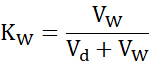 K_W = V_W / (V_d + V_W)